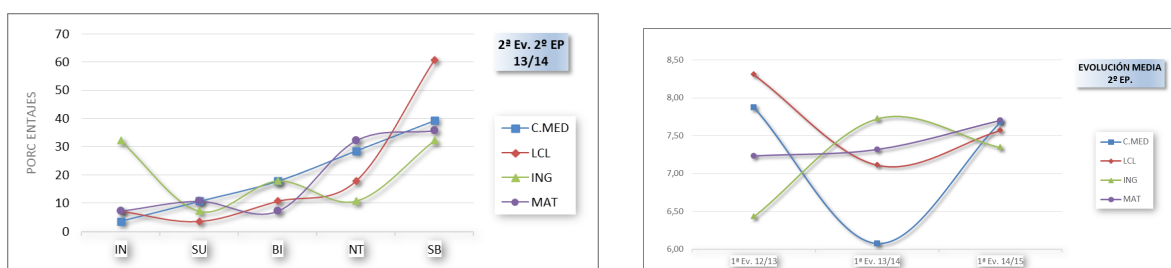 2ª Ev. 2º EP
13/14
70
60
50
40
30
20
10
0
PORC ENTAJES
IN
SU
BI
NT
SB
C.MED
LCL
ING
MAT
EVOLUCIÓN MEDIA
2º EP.
8,50
8,00
7,50
7,00
6,50
6,00
1ª Ev. 12/13
1ª Ev. 13/14
1ª Ev. 14/15
C.MED
LCL
ING
MAT